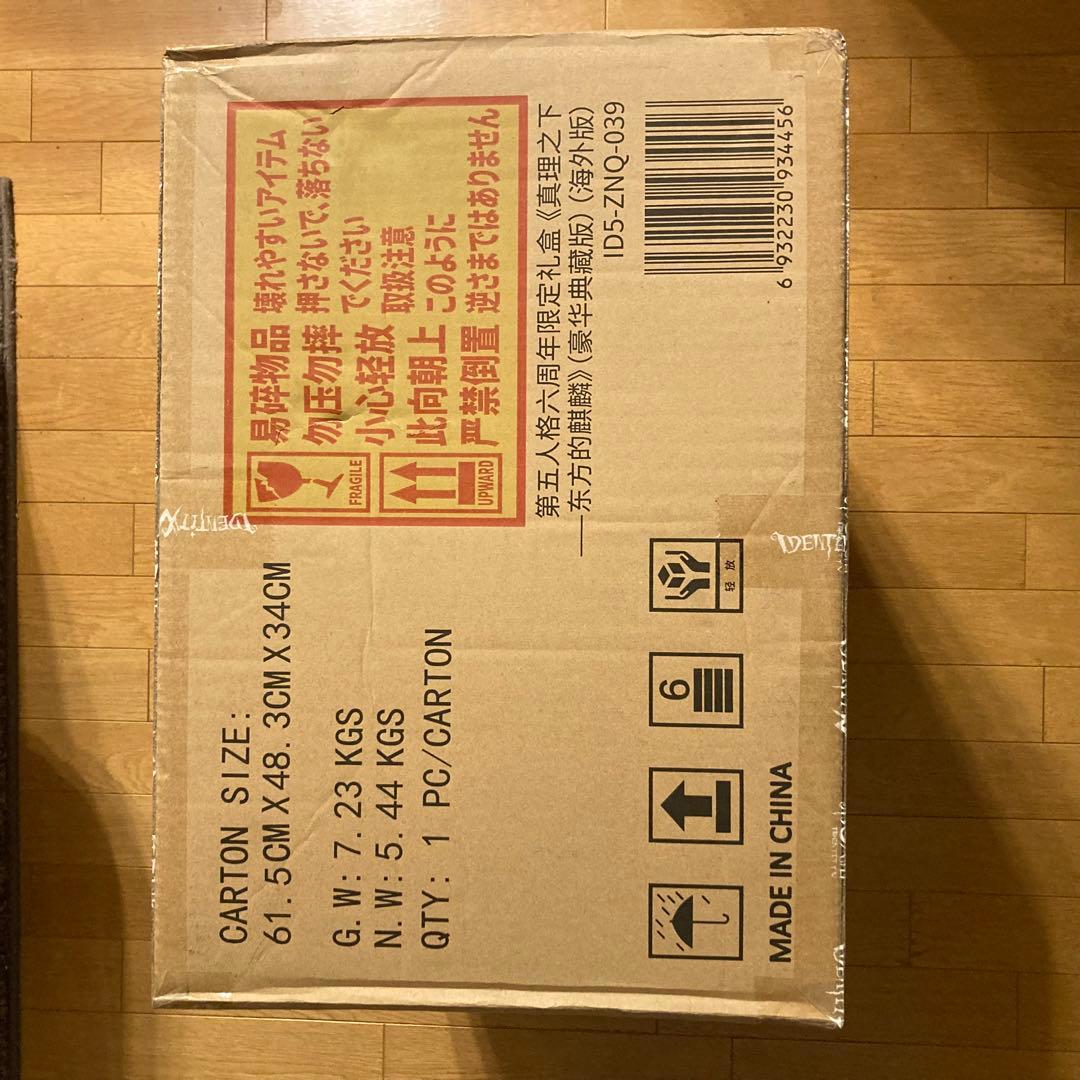 CARTON SIZE:
61.5CM X 48.3CM X 34CM
G.W: 7.23 KGS
N.W: 5.44 KGS
QTY: 1 PC/CARTON
FRAGILE
UPWARD
易碎物品
勿压勿摔
小心轻放
此向朝上
严禁倒置
壊れやすいアイテム
押さないで、落ちない
でください
取扱注意
このように
逆さまではありません
第五人格六周年限定礼盒《真理之下
——东方的麒麟》(豪华典藏版)(海外版)
ID5-ZNQ-039
6 932230 934456
6
轻放
MADE IN CHINA
IDENTITY